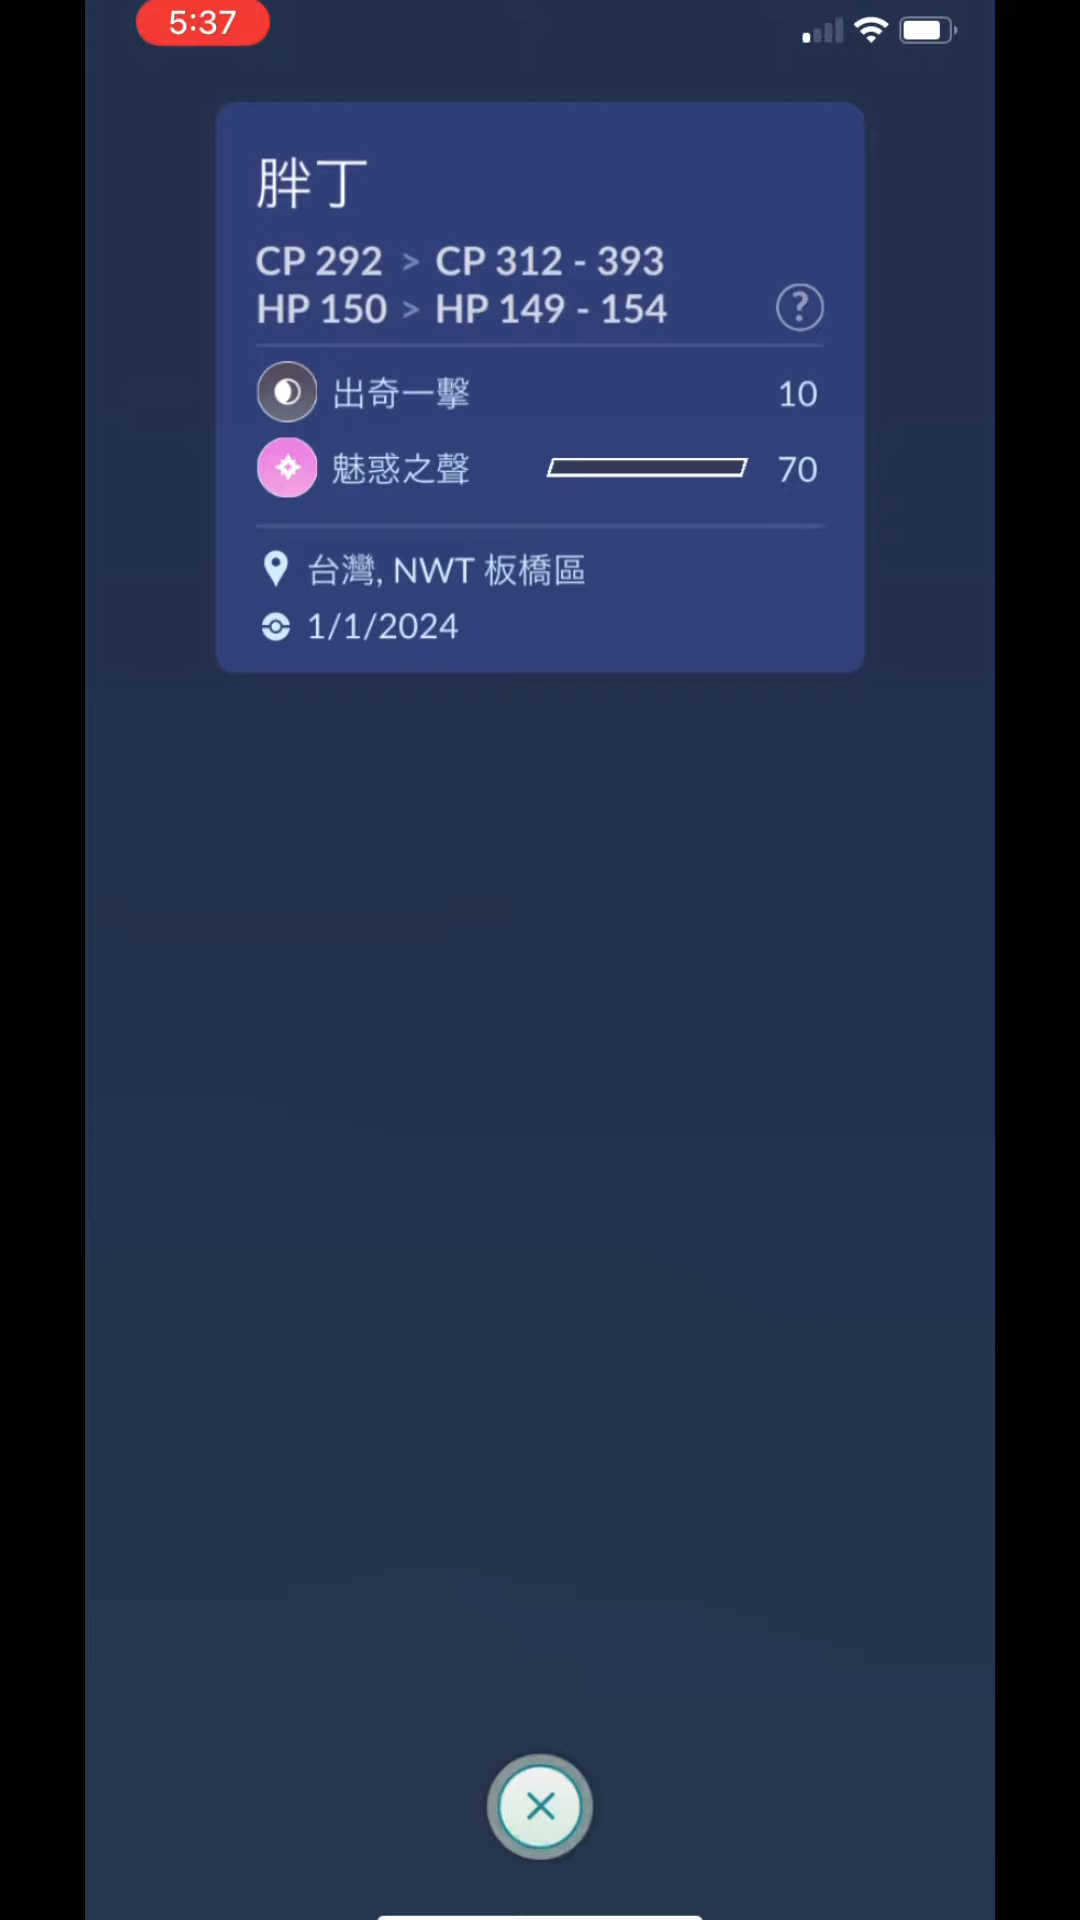 5:37
胖丁
CP 292 > CP 312 - 393
HP 150 > HP 149 - 154
?
出奇一擊 10
魅惑之聲 70
台灣, NWT 板橋區
1/1/2024